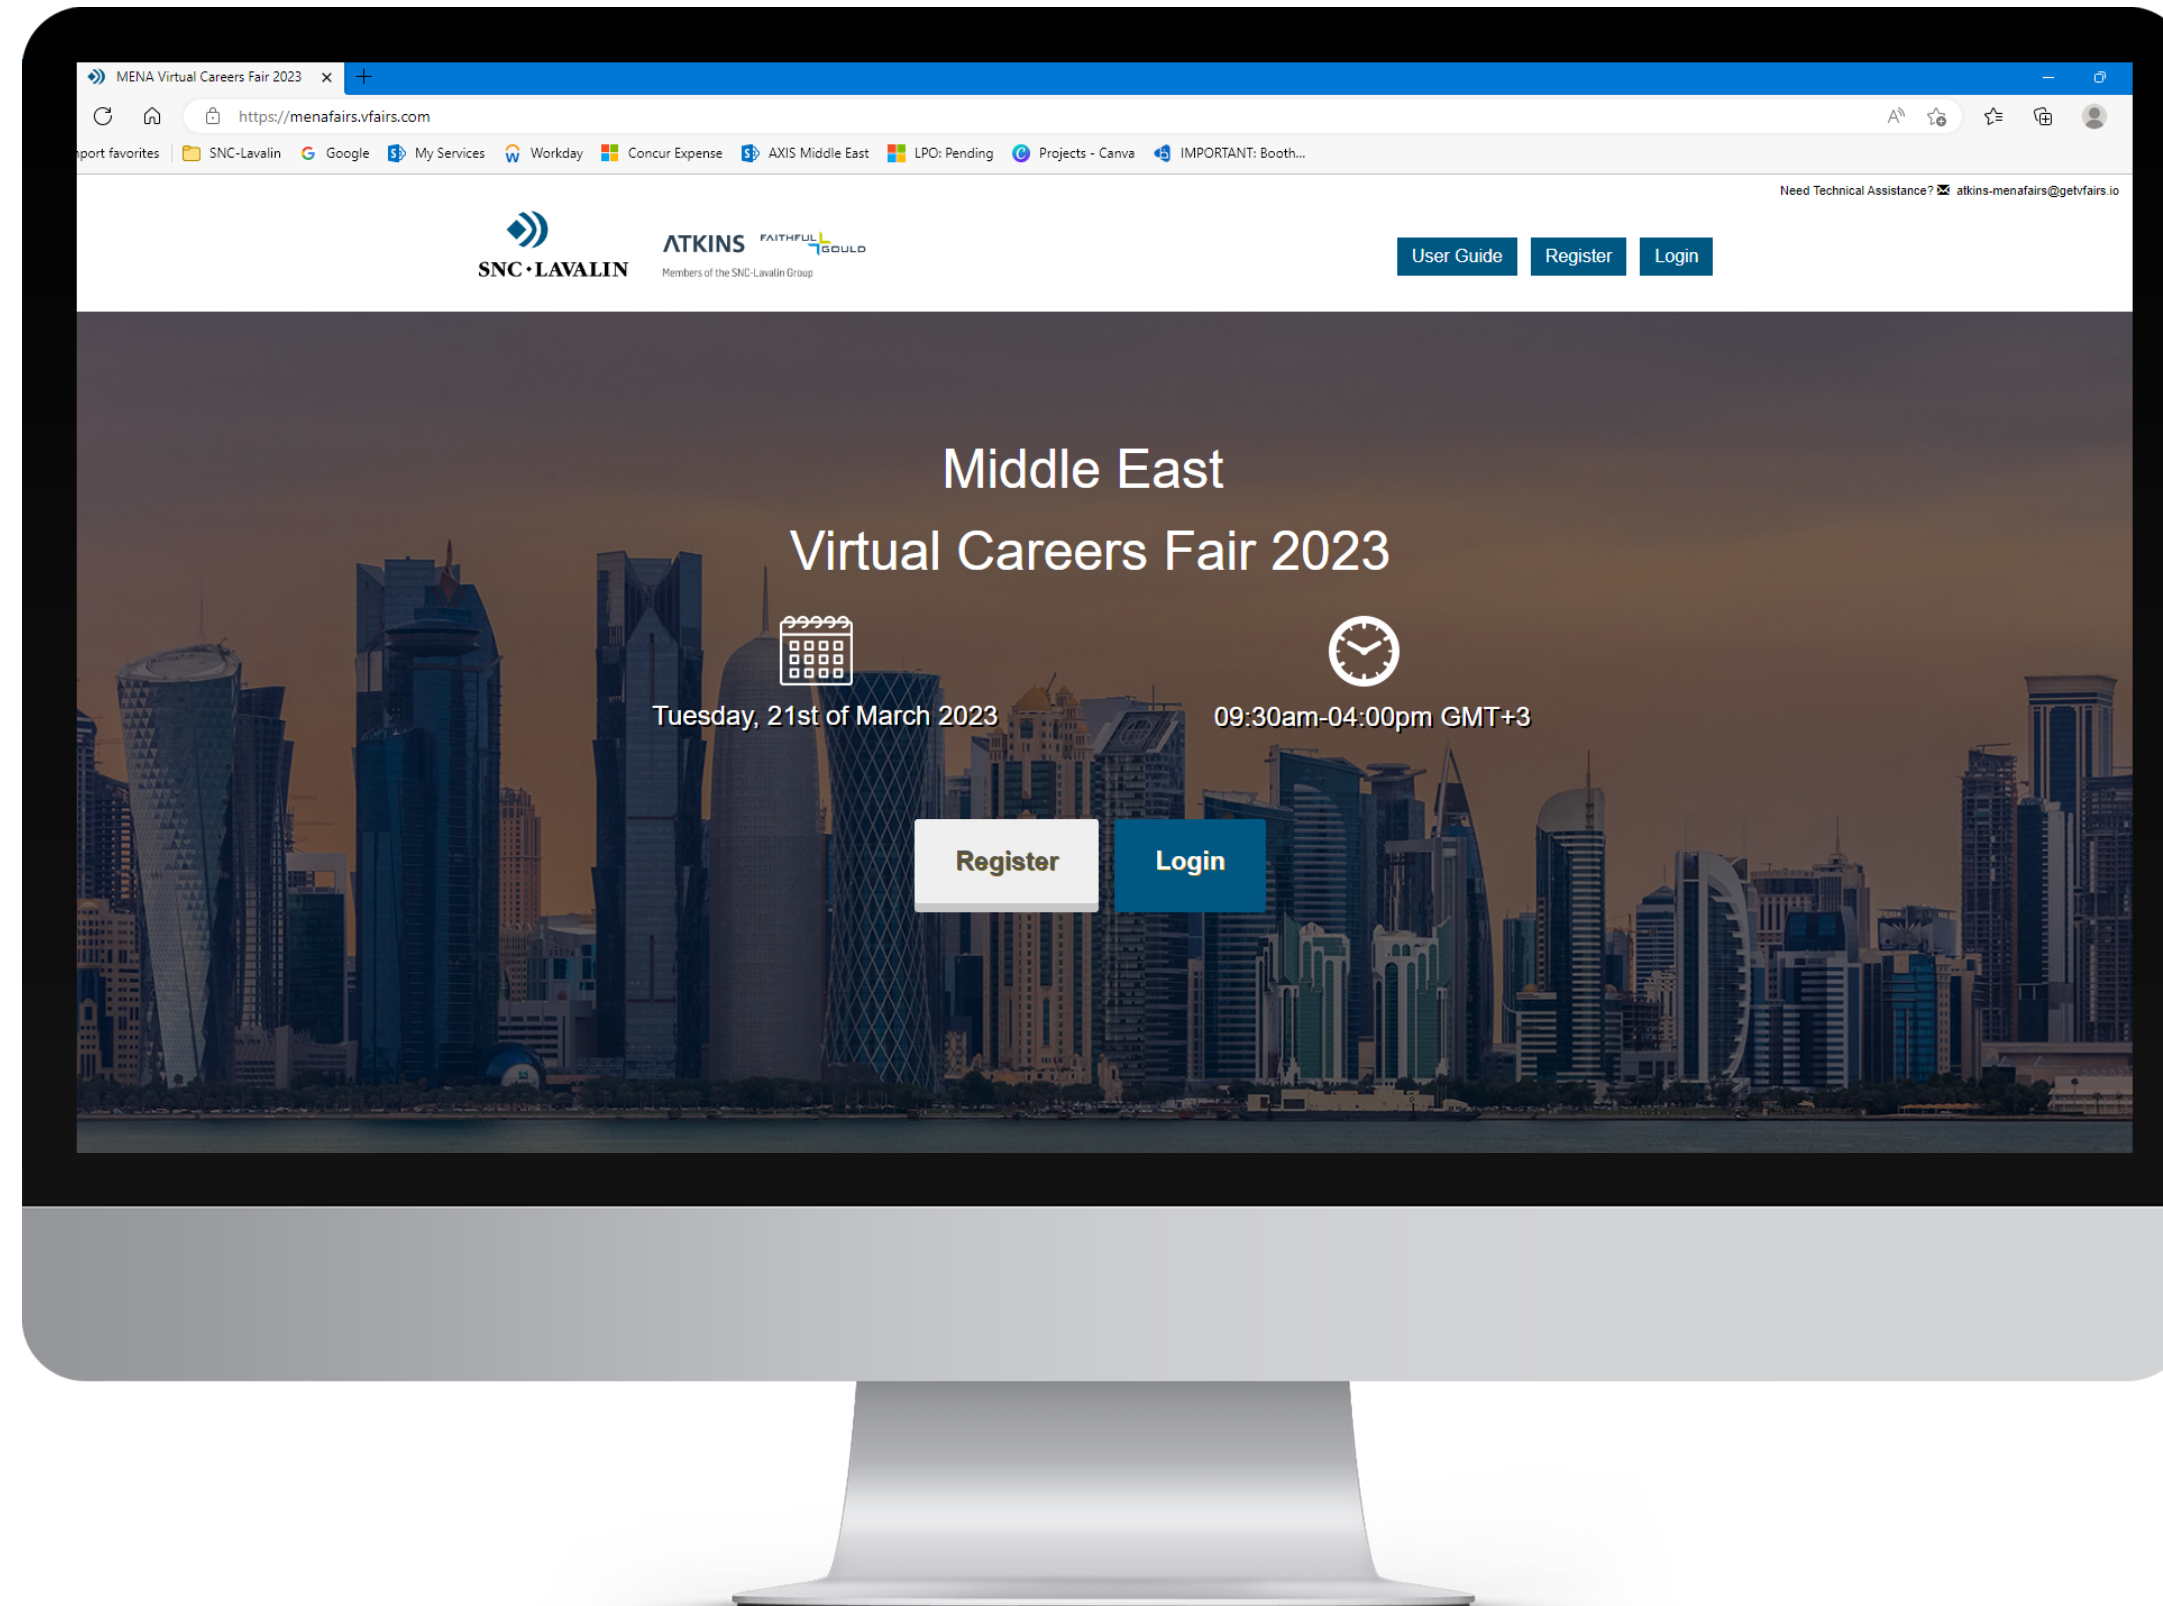 MENA Virtual Careers Fair 2023
https://menafairs.vfairs.com
port favorites SNC-Lavalin Google My Services Workday Concur Expense AXIS Middle East LPO: Pending Projects - Canva IMPORTANT: Booth...
Need Technical Assistance? atkins-menafairs@getvfairs.io
SNC·LAVALIN
ATKINS FAITHFUL GOULD
Members of the SNC-Lavalin Group
User Guide Register Login
Middle East
Virtual Careers Fair 2023
Tuesday, 21st of March 2023 09:30am-04:00pm GMT+3
Register Login